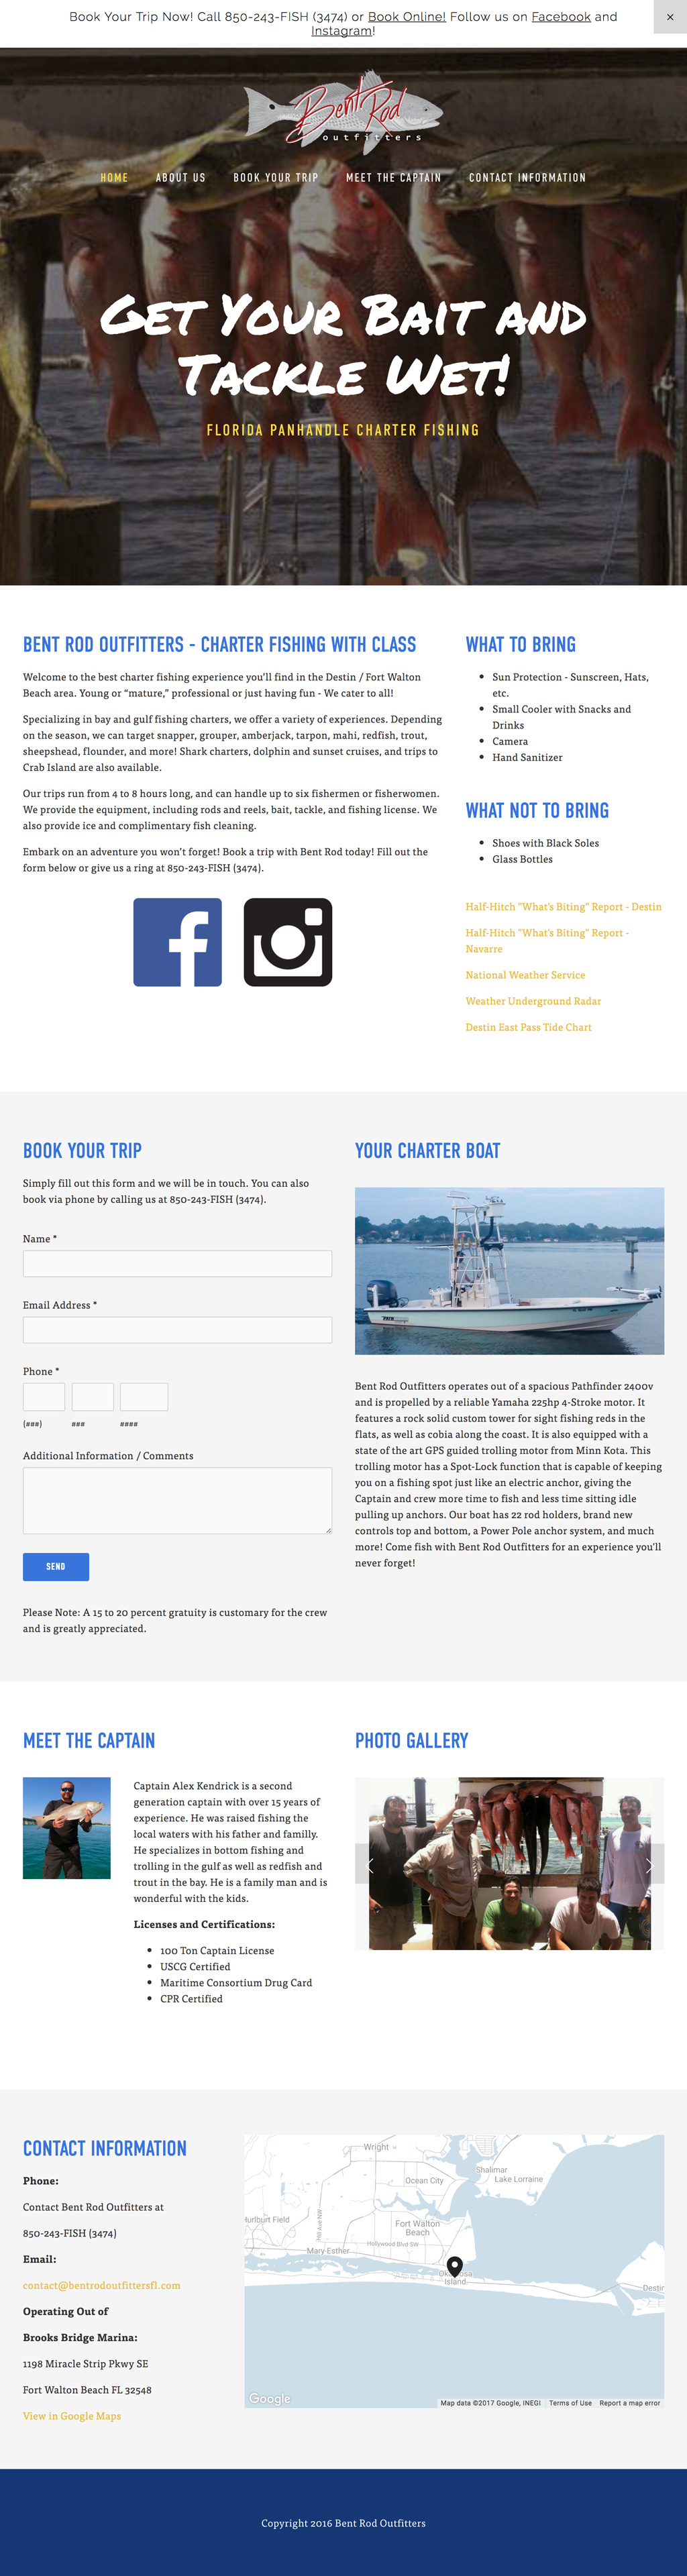 Book Your Trip Now! Call 850-243-FISH (3474) or Book Online! Follow us on Facebook and
Instagram!
×
Bent Rod
outfitters
HOME
ABOUT US
BOOK YOUR TRIP
MEET THE CAPTAIN
CONTACT INFORMATION
Get Your Bait and
Tackle Wet!
FLORIDA PANHANDLE CHARTER FISHING
BENT ROD OUTFITTERS - CHARTER FISHING WITH CLASS
Welcome to the best charter fishing experience you'll find in the Destin / Fort Walton
Beach area. Young or “mature,” professional or just having fun - We cater to all!
Specializing in bay and gulf fishing charters, we offer a variety of experiences. Depending
on the season, we can target snapper, grouper, amberjack, tarpon, mahi, redfish, trout,
sheepshead, flounder, and more! Shark charters, dolphin and sunset cruises, and trips to
Crab Island are also available.
Our trips run from 4 to 8 hours long, and can handle up to six fishermen or fisherwomen.
We provide the equipment, including rods and reels, bait, tackle, and fishing license. We
also provide ice and complimentary fish cleaning.
Embark on an adventure you won't forget! Book a trip with Bent Rod today! Fill out the
form below or give us a ring at 850-243-FISH (3474).
WHAT TO BRING
• Sun Protection - Sunscreen, Hats,
etc.
• Small Cooler with Snacks and
Drinks
• Camera
• Hand Sanitizer
WHAT NOT TO BRING
• Shoes with Black Soles
• Glass Bottles
Half-Hitch "What's Biting" Report - Destin
Half-Hitch "What's Biting" Report -
Navarre
National Weather Service
Weather Underground Radar
Destin East Pass Tide Chart
BOOK YOUR TRIP
Simply fill out this form and we will be in touch. You can also
book via phone by calling us at 850-243-FISH (3474).
Name *
Email Address *
Phone *
(###)
###
####
Additional Information / Comments
SEND
Please Note: A 15 to 20 percent gratuity is customary for the crew
and is greatly appreciated.
YOUR CHARTER BOAT
Bent Rod Outfitters operates out of a spacious Pathfinder 2400v
and is propelled by a reliable Yamaha 225hp 4-Stroke motor. It
features a rock solid custom tower for sight fishing reds in the
flats, as well as cobia along the coast. It is also equipped with a
state of the art GPS guided trolling motor from Minn Kota. This
trolling motor has a Spot-Lock function that is capable of keeping
you on a fishing spot just like an electric anchor, giving the
Captain and crew more time to fish and less time sitting idle
pulling up anchors. Our boat has 22 rod holders, brand new
controls top and bottom, a Power Pole anchor system, and much
more! Come fish with Bent Rod Outfitters for an experience you'll
never forget!
MEET THE CAPTAIN
Captain Alex Kendrick is a second
generation captain with over 15 years of
experience. He was raised fishing the
local waters with his father and familly.
He specializes in bottom fishing and
trolling in the gulf as well as redfish and
trout in the bay. He is a family man and is
wonderful with the kids.
Licenses and Certifications:
• 100 Ton Captain License
• USCG Certified
• Maritime Consortium Drug Card
• CPR Certified
PHOTO GALLERY
CONTACT INFORMATION
Phone:
Contact Bent Rod Outfitters at
850-243-FISH (3474)
Email:
contact@bentrodoutfittersfl.com
Operating Out of
Brooks Bridge Marina:
1198 Miracle Strip Pkwy SE
Fort Walton Beach FL 32548
View in Google Maps
Wright
Shalimar
Ocean City
Lake Lorraine
Hurlburt Field
Fort Walton
Beach
Hollywood Blvd SW
Mary Esther
Island
Destin
Google
Map data ©2017 Google, INEGI
Terms of Use
Report a map error
Copyright 2016 Bent Rod Outfitters